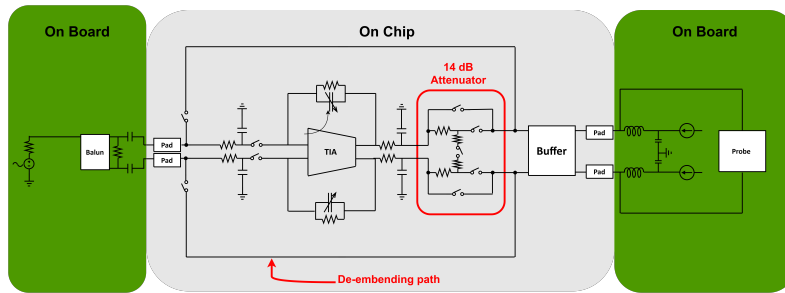 On Board
On Chip
On Board
14 dB
Attenuator
Pad
Balun
TIA
Pad
Buffer
Pad
Probe
Pad
De-embending path